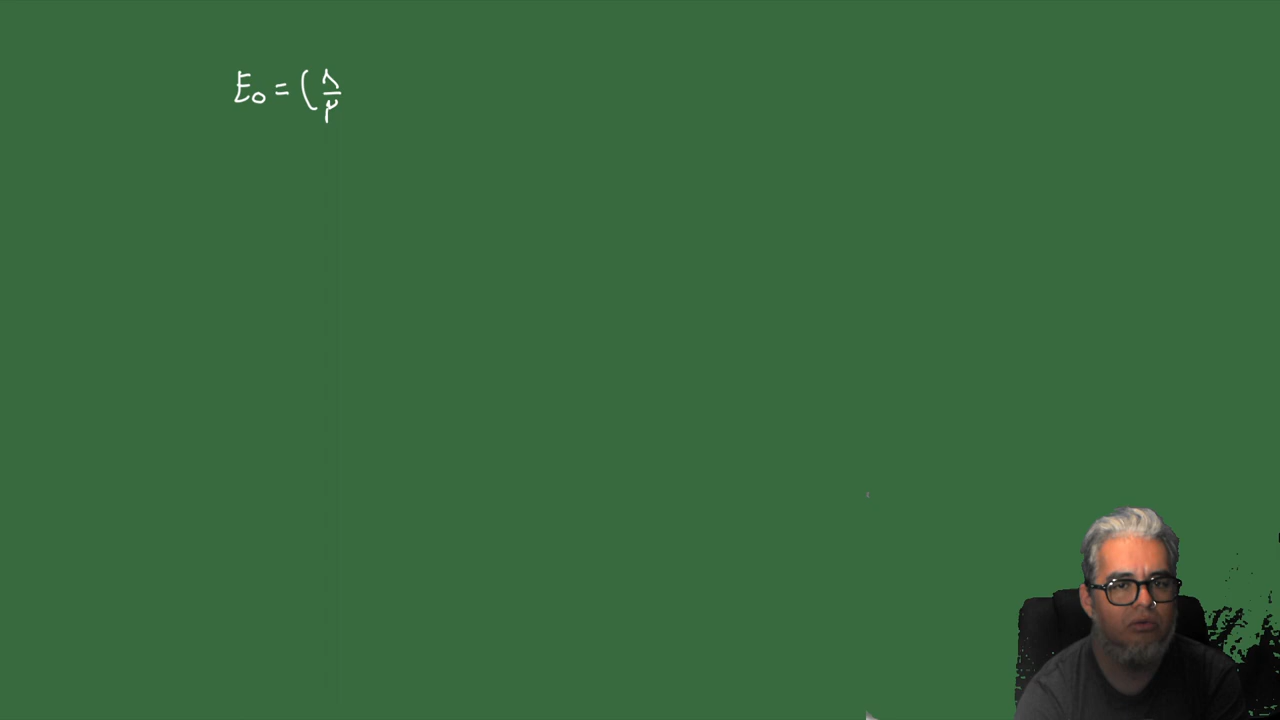 E₀ = ( λ/μ